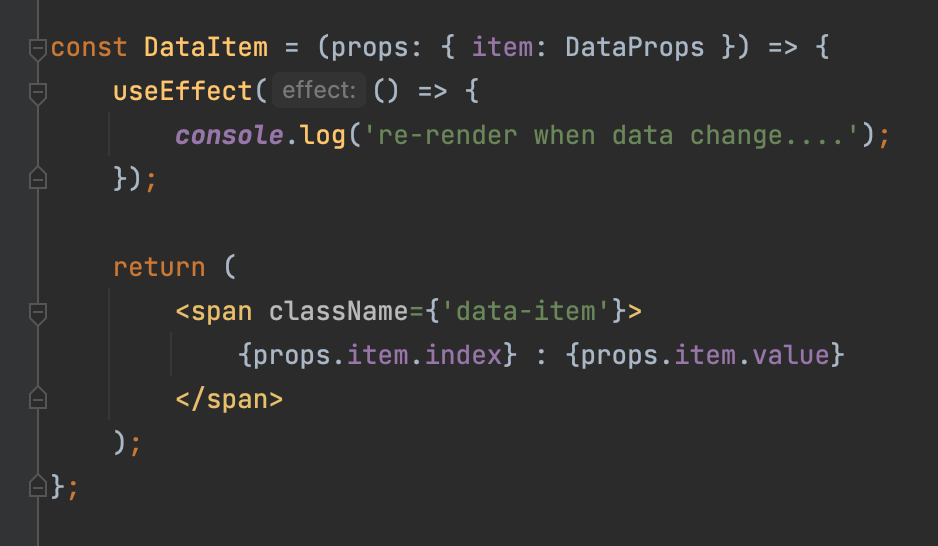 const DataItem = (props: { item: DataProps }) => {
    useEffect( effect: () => {
        console.log('re-render when data change....');
    });

    return (
        <span className={'data-item'}>
            {props.item.index} : {props.item.value}
        </span>
    );
};